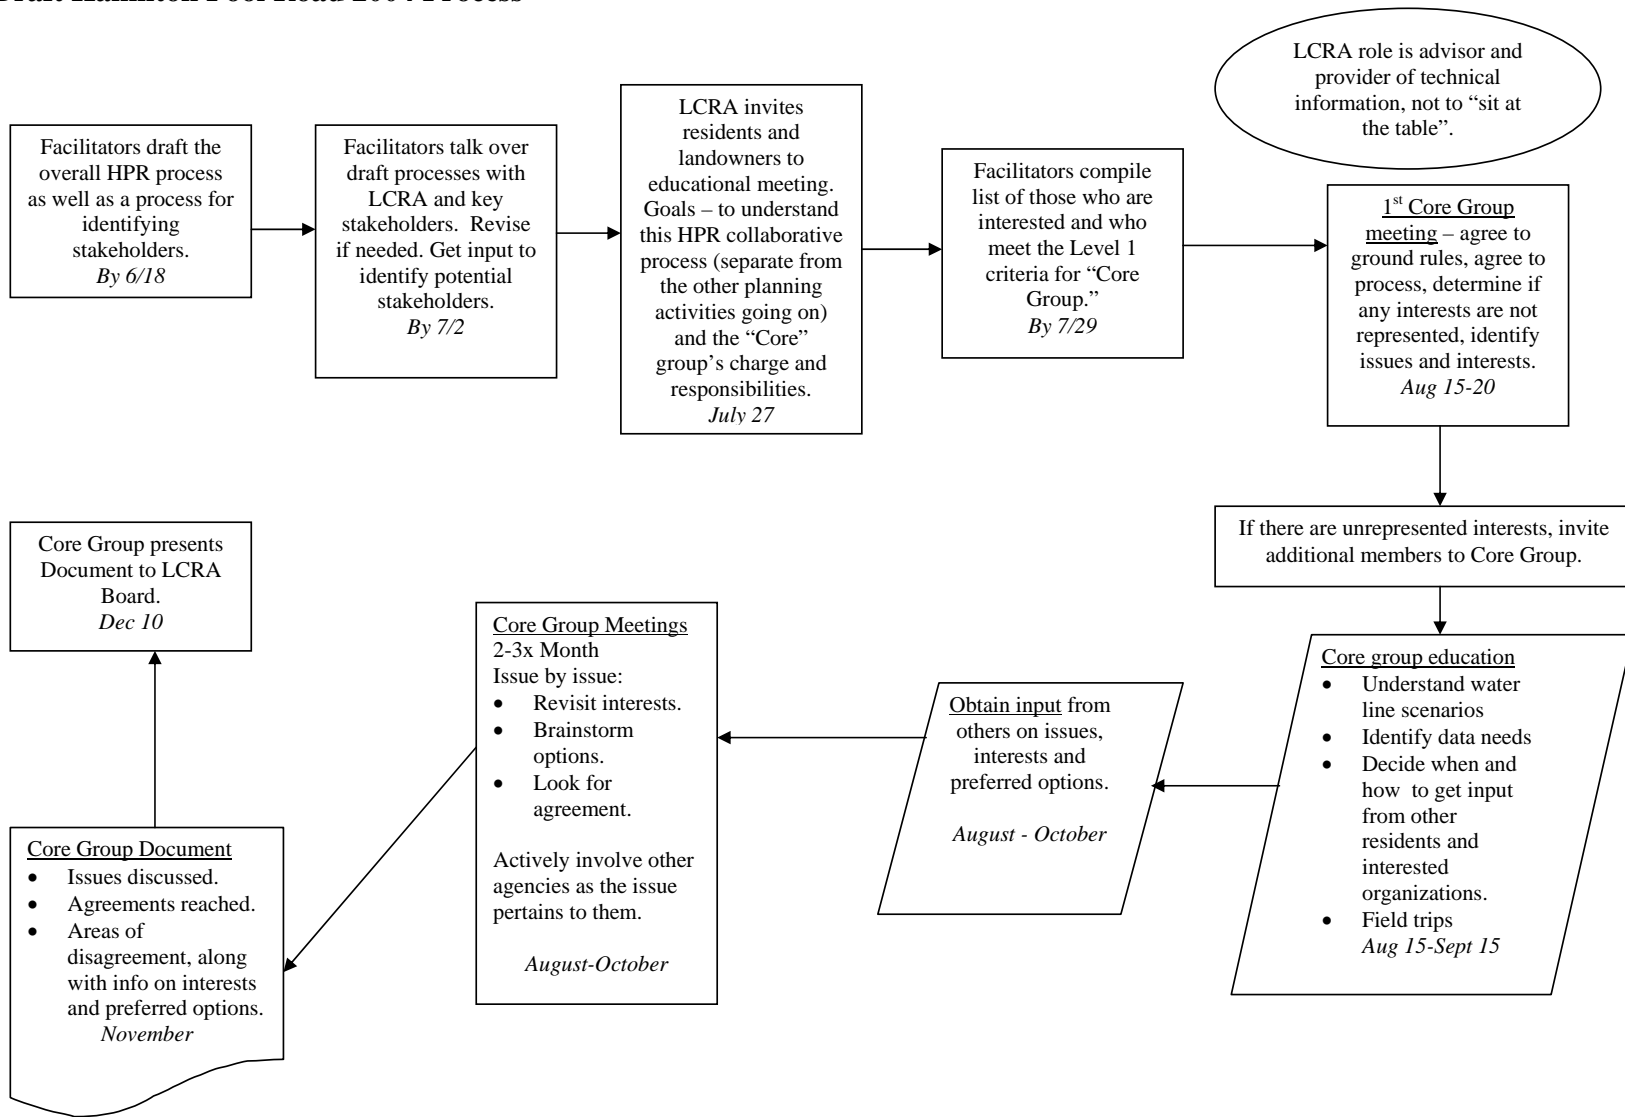 Draft Hamilton Pool Road 2004 Process
LCRA role is advisor and
provider of technical
information, not to “sit at
the table”.
Facilitators draft the
overall HPR process
as well as a process for
identifying
stakeholders.
By 6/18
Facilitators talk over
draft processes with
LCRA and key
stakeholders. Revise
if needed. Get input to
identify potential
stakeholders.
By 7/2
LCRA invites
residents and
landowners to
educational meeting.
Goals – to understand
this HPR collaborative
process (separate from
the other planning
activities going on)
and the “Core”
group’s charge and
responsibilities.
July 27
Facilitators compile
list of those who are
interested and who
meet the Level 1
criteria for “Core
Group.”
By 7/29
1st Core Group
meeting – agree to
ground rules, agree to
process, determine if
any interests are not
represented, identify
issues and interests.
Aug 15-20
If there are unrepresented interests, invite
additional members to Core Group.
Core group education
• Understand water
line scenarios
• Identify data needs
• Decide when and
how to get input
from other
residents and
interested
organizations.
• Field trips
Aug 15-Sept 15
Obtain input from
others on issues,
interests and
preferred options.
August - October
Core Group Meetings
2-3x Month
Issue by issue:
• Revisit interests.
• Brainstorm
options.
• Look for
agreement.
Actively involve other
agencies as the issue
pertains to them.
August-October
Core Group Document
• Issues discussed.
• Agreements reached.
• Areas of
disagreement, along
with info on interests
and preferred options.
November
Core Group presents
Document to LCRA
Board.
Dec 10